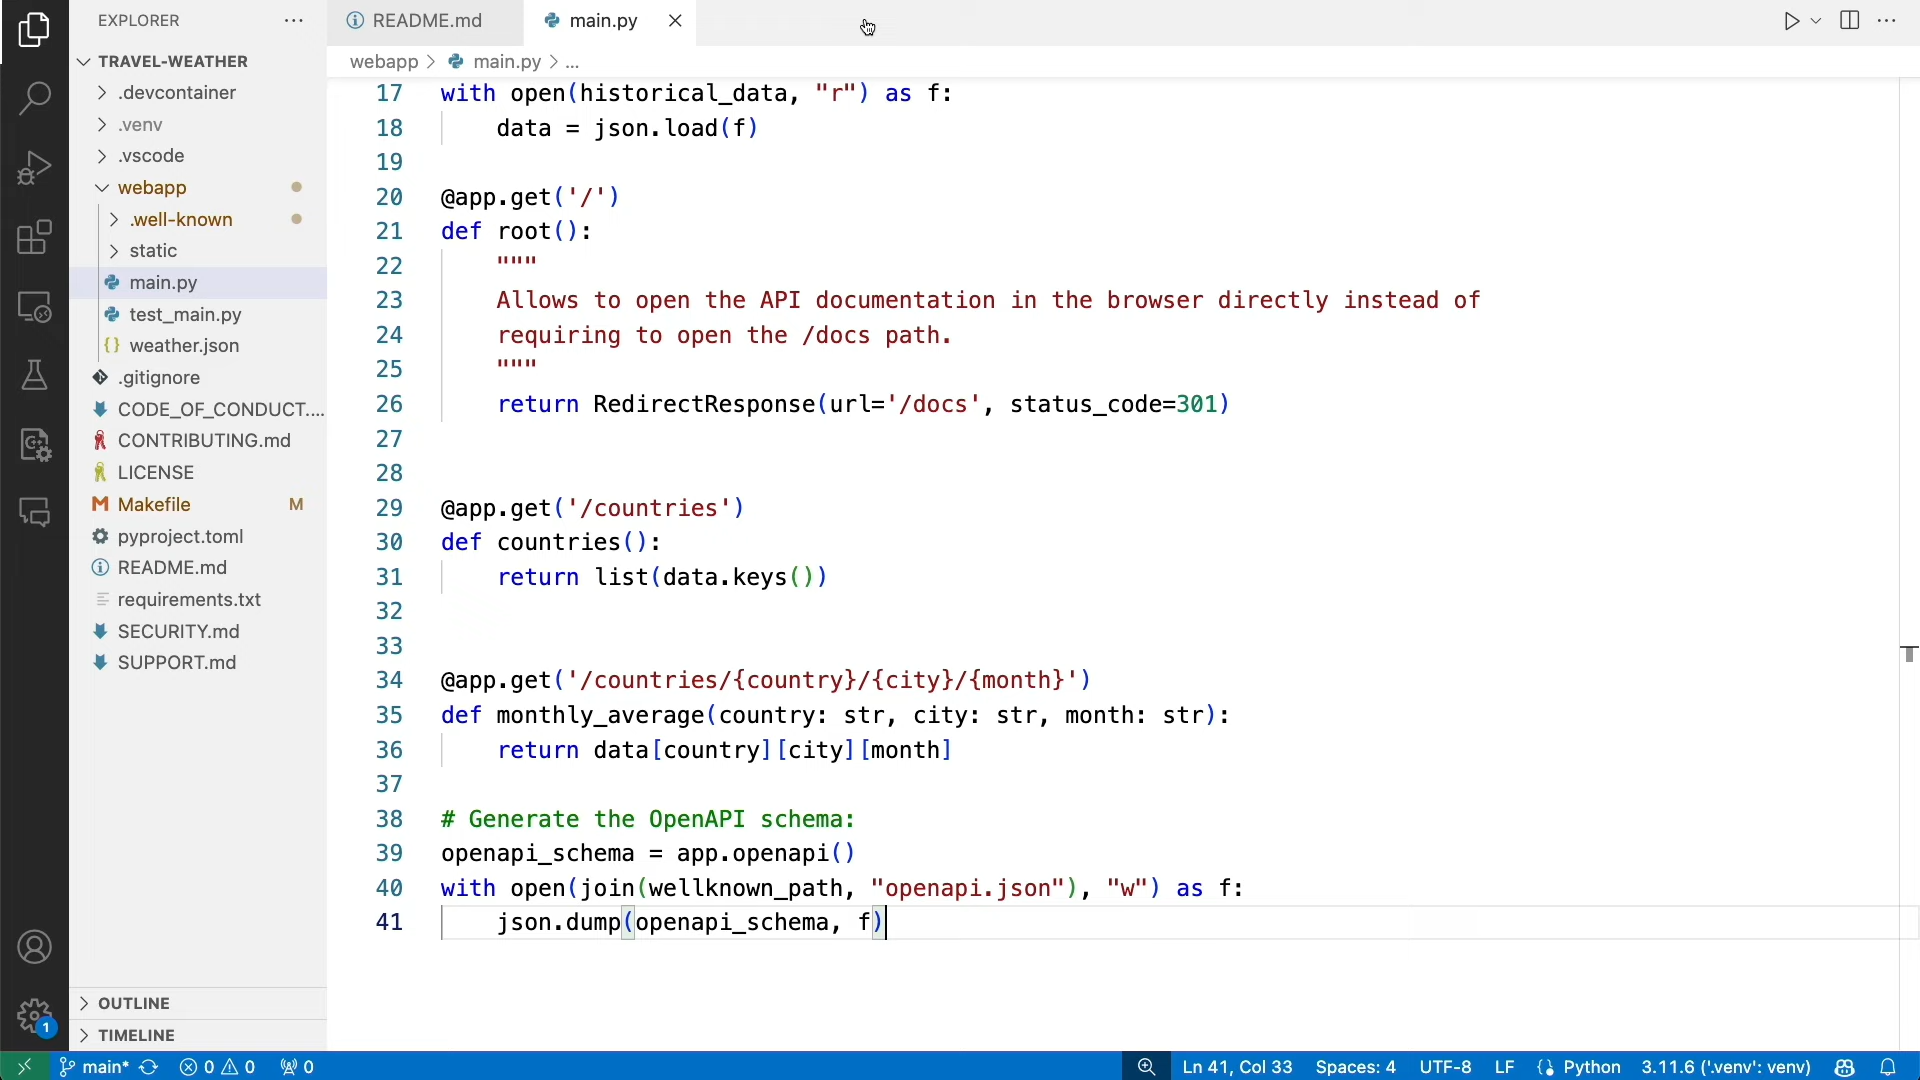 EXPLORER
TRAVEL-WEATHER
.devcontainer
.venv
.vscode
webapp
.well-known
static
main.py
test_main.py
weather.json
.gitignore
CODE_OF_CONDUCT....
CONTRIBUTING.md
LICENSE
Makefile M
pyproject.toml
README.md
requirements.txt
SECURITY.md
SUPPORT.md
OUTLINE
TIMELINE
1
README.md main.py
webapp > main.py > ...
17 with open(historical_data, "r") as f:
18 data = json.load(f)
19
20 @app.get('/')
21 def root():
22 """
23 Allows to open the API documentation in the browser directly instead of
24 requiring to open the /docs path.
25 """
26 return RedirectResponse(url='/docs', status_code=301)
27
28
29 @app.get('/countries')
30 def countries():
31 return list(data.keys())
32
33
34 @app.get('/countries/{country}/{city}/{month}')
35 def monthly_average(country: str, city: str, month: str):
36 return data[country][city][month]
37
38 # Generate the OpenAPI schema:
39 openapi_schema = app.openapi()
40 with open(join(wellknown_path, "openapi.json"), "w") as f:
41 json.dump(openapi_schema, f)
main* 0 0 0 Ln 41, Col 33 Spaces: 4 UTF-8 LF Python 3.11.6 ('.venv': venv)